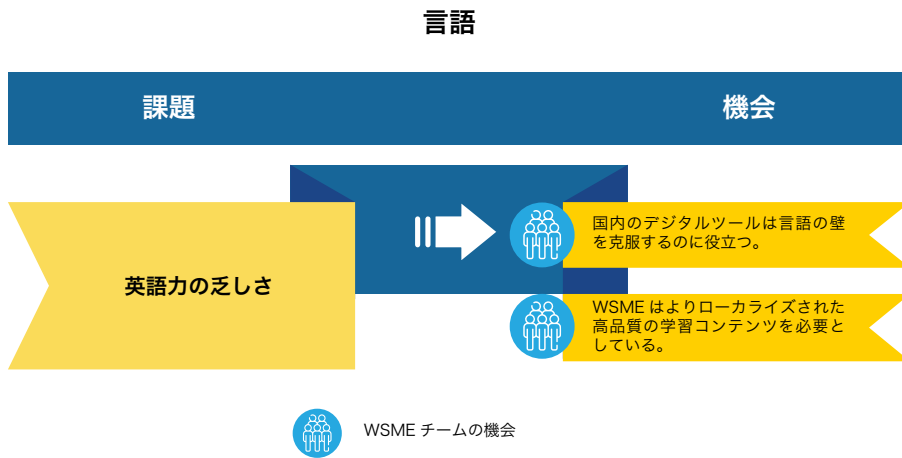 言語
課題
機会
英語力の乏しさ
国内のデジタルツールは言語の壁
を克服するのに役立つ。
WSME はよりローカライズされた
高品質の学習コンテンツを必要と
している。
WSME チームの機会